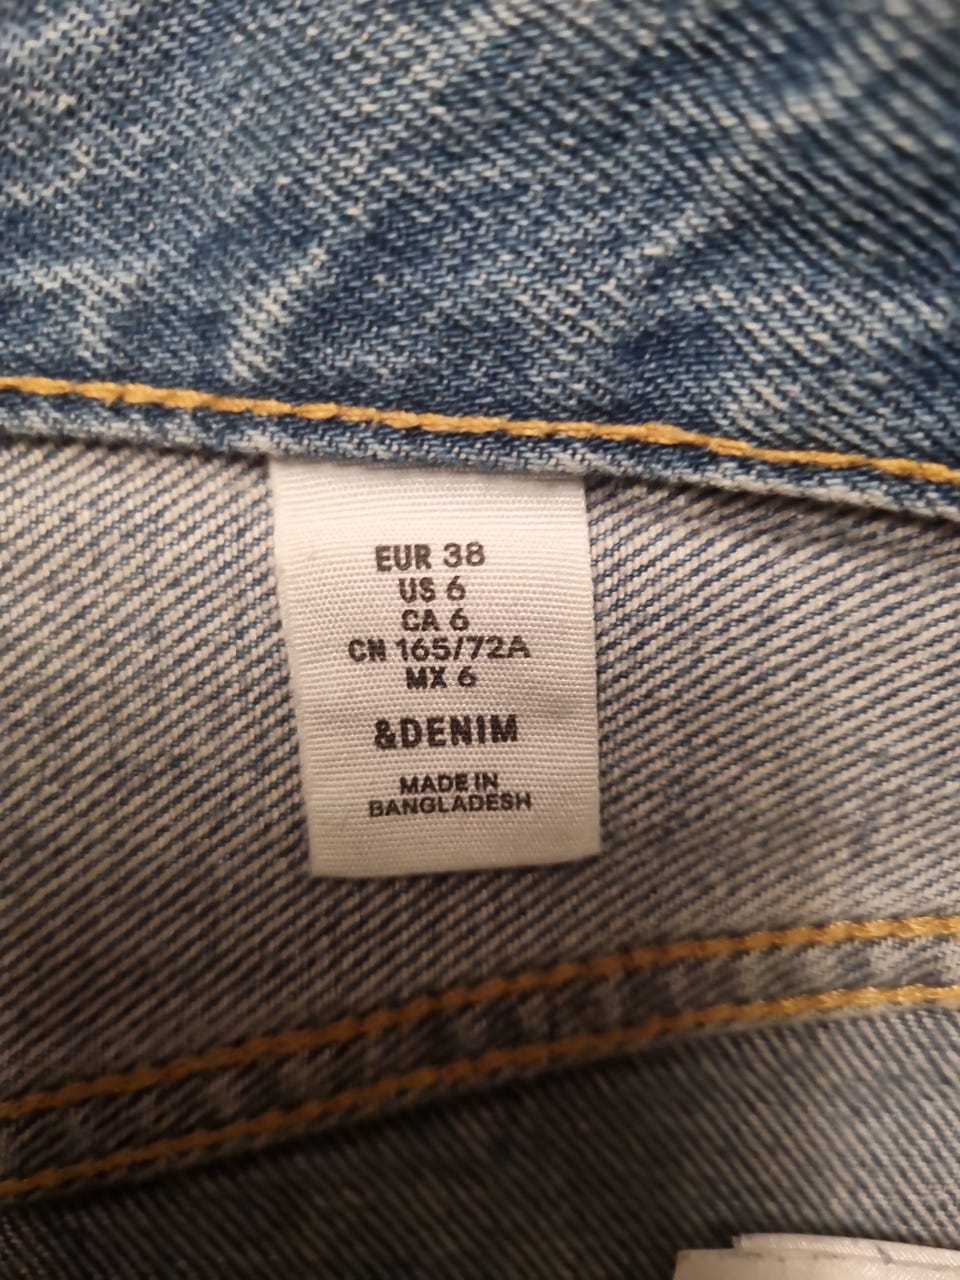 EUR 38
US 6
CA 6
CN 165/72A
MX 6
&DENIM
MADE IN
BANGLADESH